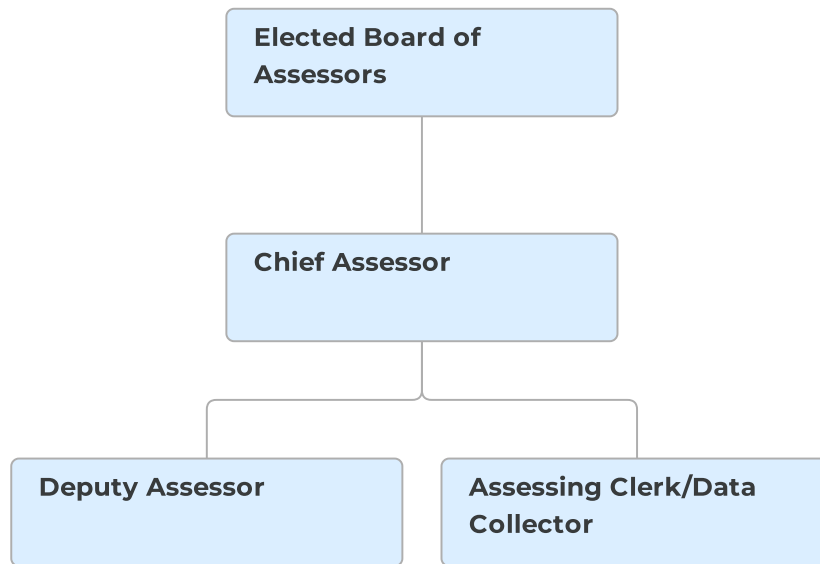 Elected Board of
Assessors
Chief Assessor
Deputy Assessor
Assessing Clerk/Data
Collector